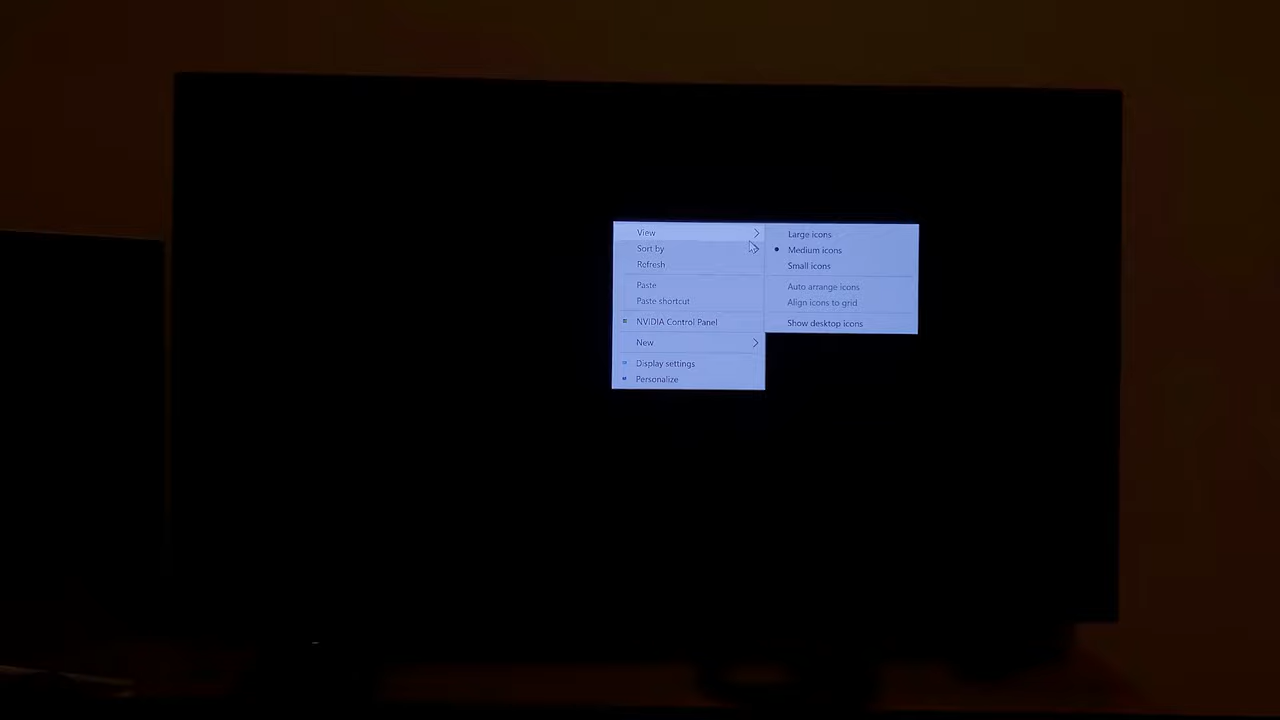 View
Sort by
Refresh
Paste
Paste shortcut
NVIDIA Control Panel
New
Display settings
Personalize
Large icons
Medium icons
Small icons
Auto arrange icons
Align icons to grid
Show desktop icons